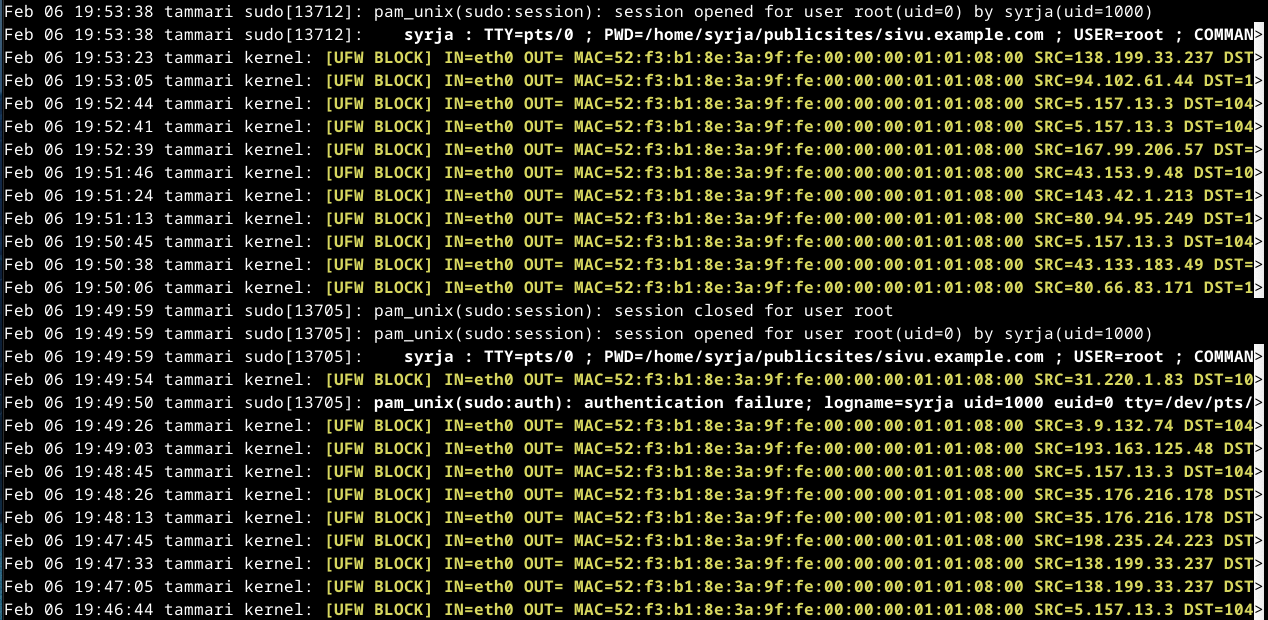 Feb 06 19:53:38 tammari sudo[13712]: pam_unix(sudo:session): session opened for user root(uid=0) by syrja(uid=1000)
Feb 06 19:53:38 tammari sudo[13712]:    syrja : TTY=pts/0 ; PWD=/home/syrja/publicsites/sivu.example.com ; USER=root ; COMMAN>
Feb 06 19:53:23 tammari kernel: [UFW BLOCK] IN=eth0 OUT= MAC=52:f3:b1:8e:3a:9f:fe:00:00:00:01:01:08:00 SRC=138.199.33.237 DST>
Feb 06 19:53:05 tammari kernel: [UFW BLOCK] IN=eth0 OUT= MAC=52:f3:b1:8e:3a:9f:fe:00:00:00:01:01:08:00 SRC=94.102.61.44 DST=1>
Feb 06 19:52:44 tammari kernel: [UFW BLOCK] IN=eth0 OUT= MAC=52:f3:b1:8e:3a:9f:fe:00:00:00:01:01:08:00 SRC=5.157.13.3 DST=104>
Feb 06 19:52:41 tammari kernel: [UFW BLOCK] IN=eth0 OUT= MAC=52:f3:b1:8e:3a:9f:fe:00:00:00:01:01:08:00 SRC=5.157.13.3 DST=104>
Feb 06 19:52:39 tammari kernel: [UFW BLOCK] IN=eth0 OUT= MAC=52:f3:b1:8e:3a:9f:fe:00:00:00:01:01:08:00 SRC=167.99.206.57 DST=>
Feb 06 19:51:46 tammari kernel: [UFW BLOCK] IN=eth0 OUT= MAC=52:f3:b1:8e:3a:9f:fe:00:00:00:01:01:08:00 SRC=43.153.9.48 DST=10>
Feb 06 19:51:24 tammari kernel: [UFW BLOCK] IN=eth0 OUT= MAC=52:f3:b1:8e:3a:9f:fe:00:00:00:01:01:08:00 SRC=143.42.1.213 DST=1>
Feb 06 19:51:13 tammari kernel: [UFW BLOCK] IN=eth0 OUT= MAC=52:f3:b1:8e:3a:9f:fe:00:00:00:01:01:08:00 SRC=80.94.95.249 DST=1>
Feb 06 19:50:45 tammari kernel: [UFW BLOCK] IN=eth0 OUT= MAC=52:f3:b1:8e:3a:9f:fe:00:00:00:01:01:08:00 SRC=5.157.13.3 DST=104>
Feb 06 19:50:38 tammari kernel: [UFW BLOCK] IN=eth0 OUT= MAC=52:f3:b1:8e:3a:9f:fe:00:00:00:01:01:08:00 SRC=43.133.183.49 DST=>
Feb 06 19:50:06 tammari kernel: [UFW BLOCK] IN=eth0 OUT= MAC=52:f3:b1:8e:3a:9f:fe:00:00:00:01:01:08:00 SRC=80.66.83.171 DST=1>
Feb 06 19:49:59 tammari sudo[13705]: pam_unix(sudo:session): session closed for user root
Feb 06 19:49:59 tammari sudo[13705]: pam_unix(sudo:session): session opened for user root(uid=0) by syrja(uid=1000)
Feb 06 19:49:59 tammari sudo[13705]:    syrja : TTY=pts/0 ; PWD=/home/syrja/publicsites/sivu.example.com ; USER=root ; COMMAN>
Feb 06 19:49:54 tammari kernel: [UFW BLOCK] IN=eth0 OUT= MAC=52:f3:b1:8e:3a:9f:fe:00:00:00:01:01:08:00 SRC=31.220.1.83 DST=10>
Feb 06 19:49:50 tammari sudo[13705]: pam_unix(sudo:auth): authentication failure; logname=syrja uid=1000 euid=0 tty=/dev/pts/>
Feb 06 19:49:26 tammari kernel: [UFW BLOCK] IN=eth0 OUT= MAC=52:f3:b1:8e:3a:9f:fe:00:00:00:01:01:08:00 SRC=3.9.132.74 DST=104>
Feb 06 19:49:03 tammari kernel: [UFW BLOCK] IN=eth0 OUT= MAC=52:f3:b1:8e:3a:9f:fe:00:00:00:01:01:08:00 SRC=193.163.125.48 DST>
Feb 06 19:48:45 tammari kernel: [UFW BLOCK] IN=eth0 OUT= MAC=52:f3:b1:8e:3a:9f:fe:00:00:00:01:01:08:00 SRC=5.157.13.3 DST=104>
Feb 06 19:48:26 tammari kernel: [UFW BLOCK] IN=eth0 OUT= MAC=52:f3:b1:8e:3a:9f:fe:00:00:00:01:01:08:00 SRC=35.176.216.178 DST>
Feb 06 19:48:13 tammari kernel: [UFW BLOCK] IN=eth0 OUT= MAC=52:f3:b1:8e:3a:9f:fe:00:00:00:01:01:08:00 SRC=35.176.216.178 DST>
Feb 06 19:47:45 tammari kernel: [UFW BLOCK] IN=eth0 OUT= MAC=52:f3:b1:8e:3a:9f:fe:00:00:00:01:01:08:00 SRC=198.235.24.223 DST>
Feb 06 19:47:33 tammari kernel: [UFW BLOCK] IN=eth0 OUT= MAC=52:f3:b1:8e:3a:9f:fe:00:00:00:01:01:08:00 SRC=138.199.33.237 DST>
Feb 06 19:47:05 tammari kernel: [UFW BLOCK] IN=eth0 OUT= MAC=52:f3:b1:8e:3a:9f:fe:00:00:00:01:01:08:00 SRC=138.199.33.237 DST>
Feb 06 19:46:44 tammari kernel: [UFW BLOCK] IN=eth0 OUT= MAC=52:f3:b1:8e:3a:9f:fe:00:00:00:01:01:08:00 SRC=5.157.13.3 DST=104>